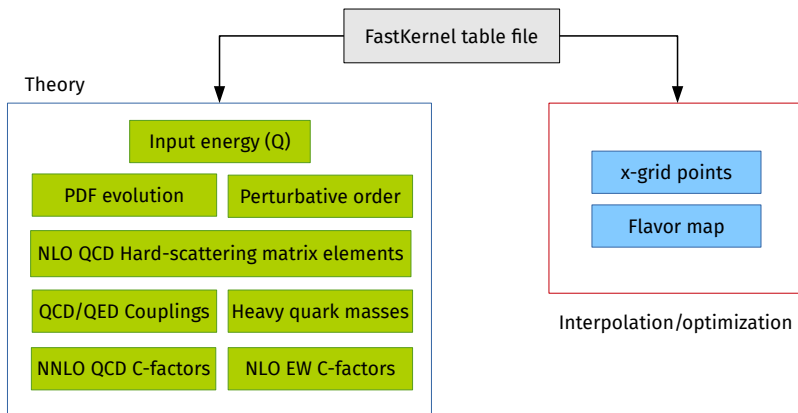 FastKernel table file
Theory
Input energy (Q)
PDF evolution
Perturbative order
NLO QCD Hard-scattering matrix elements
QCD/QED Couplings
Heavy quark masses
NNLO QCD C-factors
NLO EW C-factors
x-grid points
Flavor map
Interpolation/optimization